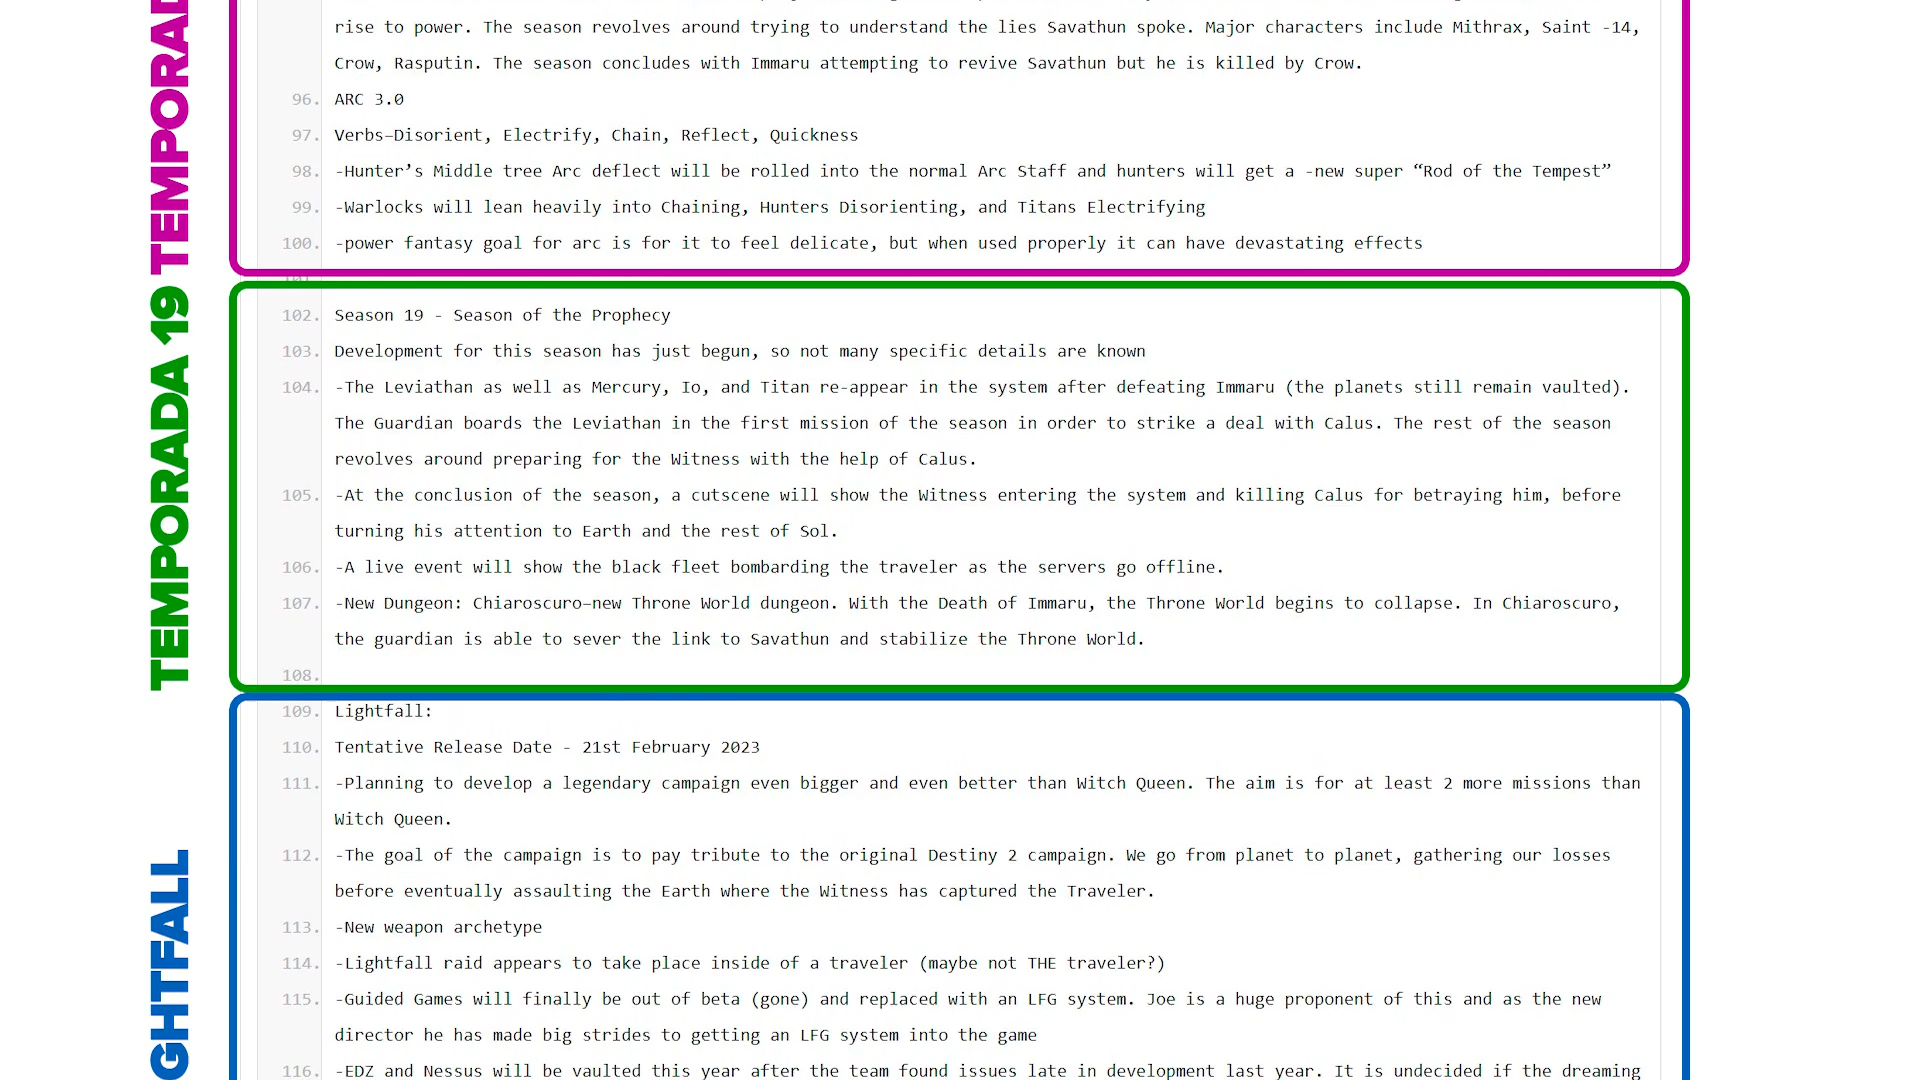 rise to power. The season revolves around trying to understand the lies Savathun spoke. Major characters include Mithrax, Saint -14,
Crow, Rasputin. The season concludes with Immaru attempting to revive Savathun but he is killed by Crow.
96. ARC 3.0
97. Verbs–Disorient, Electrify, Chain, Reflect, Quickness
98. -Hunter’s Middle tree Arc deflect will be rolled into the normal Arc Staff and hunters will get a -new super “Rod of the Tempest”
99. -Warlocks will lean heavily into Chaining, Hunters Disorienting, and Titans Electrifying
100. -power fantasy goal for arc is for it to feel delicate, but when used properly it can have devastating effects
TEMPORAD
102. Season 19 - Season of the Prophecy
103. Development for this season has just begun, so not many specific details are known
104. -The Leviathan as well as Mercury, Io, and Titan re-appear in the system after defeating Immaru (the planets still remain vaulted).
The Guardian boards the Leviathan in the first mission of the season in order to strike a deal with Calus. The rest of the season
revolves around preparing for the Witness with the help of Calus.
105. -At the conclusion of the season, a cutscene will show the Witness entering the system and killing Calus for betraying him, before
turning his attention to Earth and the rest of Sol.
106. -A live event will show the black fleet bombarding the traveler as the servers go offline.
107. -New Dungeon: Chiaroscuro–new Throne World dungeon. With the Death of Immaru, the Throne World begins to collapse. In Chiaroscuro,
the guardian is able to sever the link to Savathun and stabilize the Throne World.
108.
TEMPORADA 19
109. Lightfall:
110. Tentative Release Date - 21st February 2023
111. -Planning to develop a legendary campaign even bigger and even better than Witch Queen. The aim is for at least 2 more missions than
Witch Queen.
112. -The goal of the campaign is to pay tribute to the original Destiny 2 campaign. We go from planet to planet, gathering our losses
before eventually assaulting the Earth where the Witness has captured the Traveler.
113. -New weapon archetype
114. -Lightfall raid appears to take place inside of a traveler (maybe not THE traveler?)
115. -Guided Games will finally be out of beta (gone) and replaced with an LFG system. Joe is a huge proponent of this and as the new
director he has made big strides to getting an LFG system into the game
116. -EDZ and Nessus will be vaulted this year after the team found issues late in development last year. It is undecided if the dreaming
GHTFALL